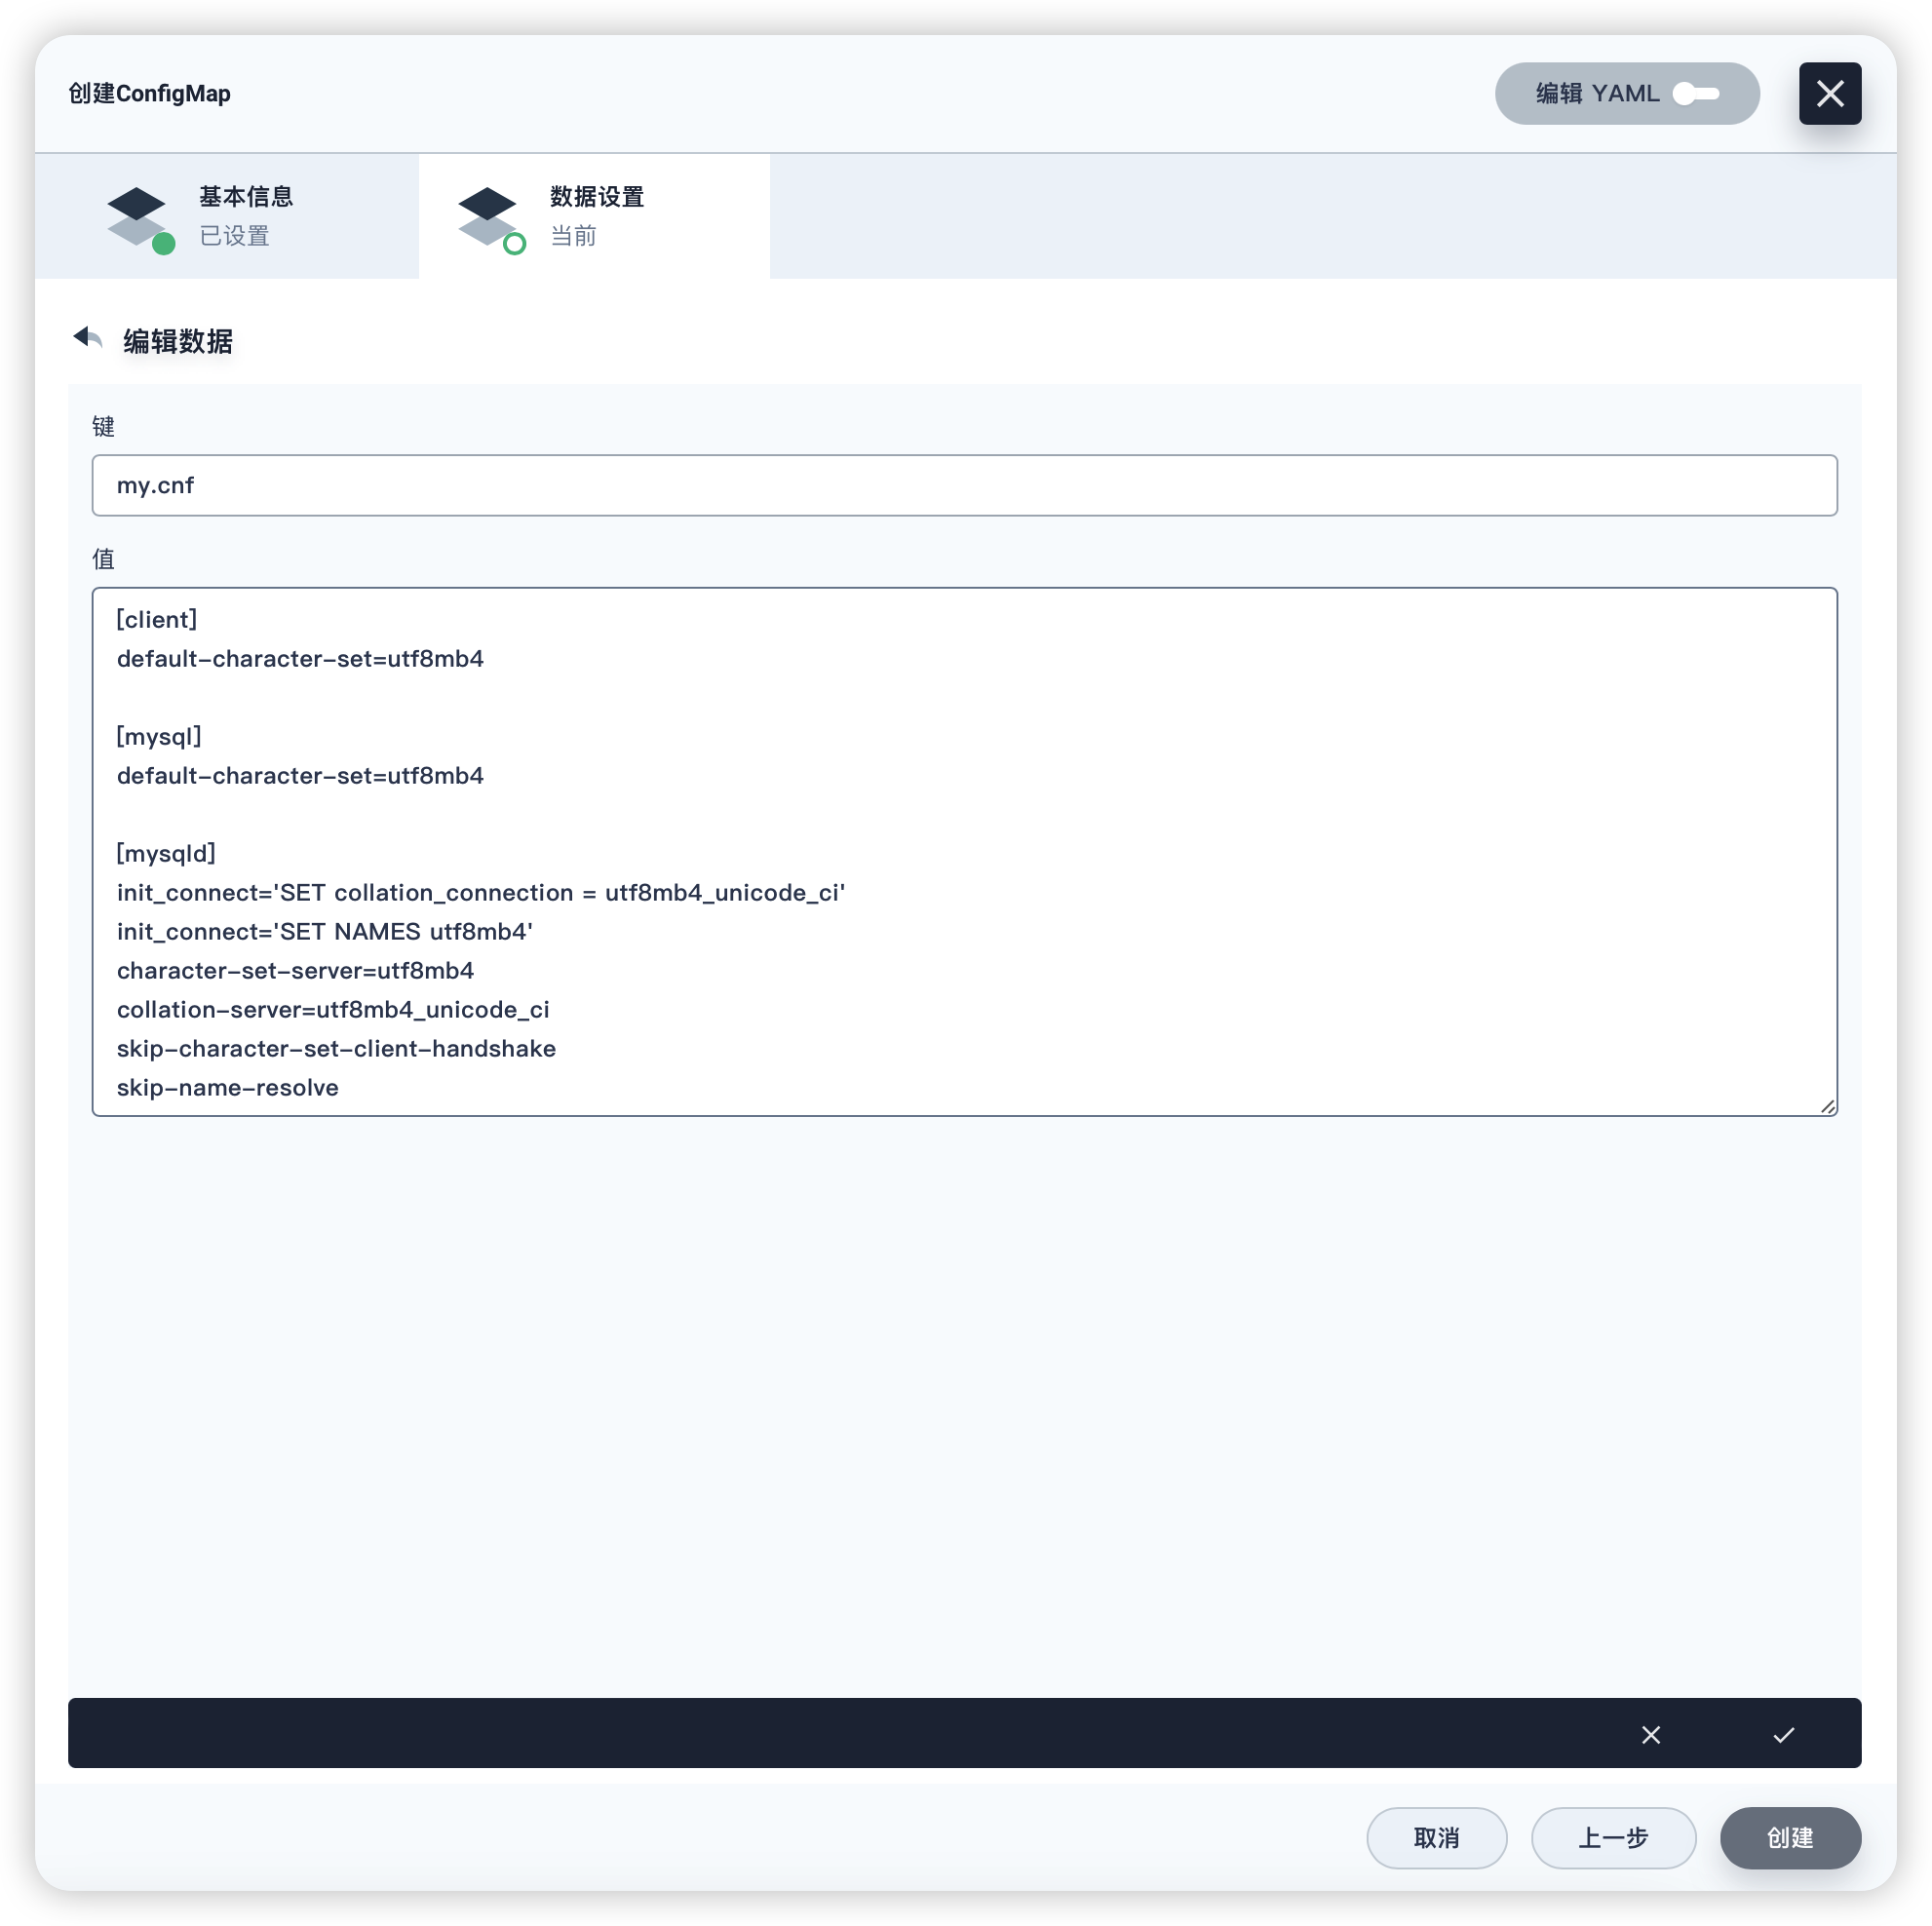 创建ConfigMap
编辑 YAML
基本信息
已设置
数据设置
当前
编辑数据
键
my.cnf
值
[client]
default-character-set=utf8mb4
[mysql]
default-character-set=utf8mb4
[mysqld]
init_connect='SET collation_connection = utf8mb4_unicode_ci'
init_connect='SET NAMES utf8mb4'
character-set-server=utf8mb4
collation-server=utf8mb4_unicode_ci
skip-character-set-client-handshake
skip-name-resolve
取消
上一步
创建